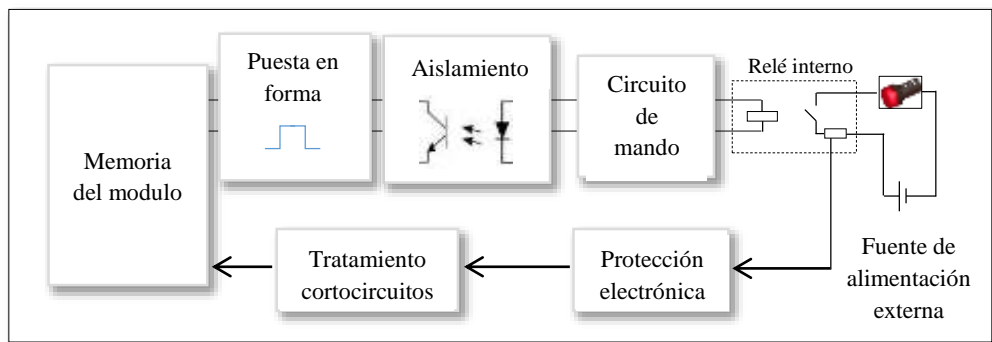 Memoria
del modulo
Puesta en
forma
Aislamiento
Circuito
de
mando
Relé interno
Fuente de
alimentación
externa
Tratamiento
cortocircuitos
Protección
electrónica